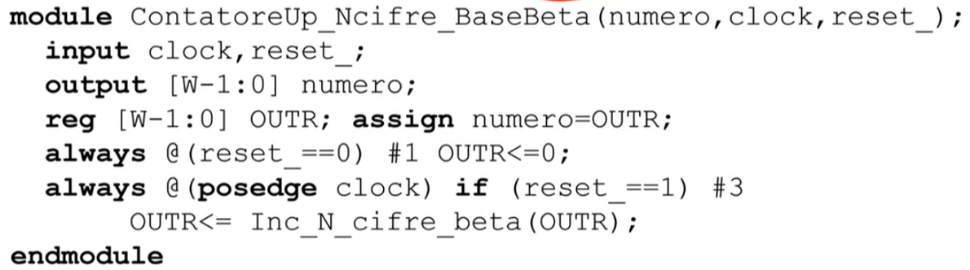 module ContatoreUp_Ncifre_BaseBeta(numero,clock,reset_);
input clock,reset_;
output [W-1:0] numero;
reg [W-1:0] OUTR; assign numero=OUTR;
always @(reset_==0) #1 OUTR<=0;
always @(posedge clock) if (reset_==1) #3
OUTR<= Inc_N_cifre_beta(OUTR);
endmodule